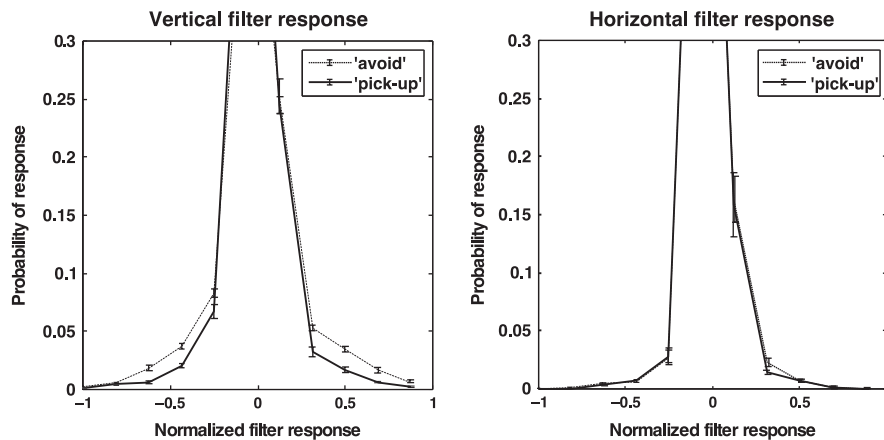 Vertical filter response
Probability of response
0.3
0.25
0.2
0.15
0.1
0.05
0
−1
−0.5
0
0.5
1
Normalized filter response
'avoid'
'pick-up'
Horizontal filter response
Probability of response
0.3
0.25
0.2
0.15
0.1
0.05
0
−1
−0.5
0
0.5
Normalized filter response
'avoid'
'pick-up'